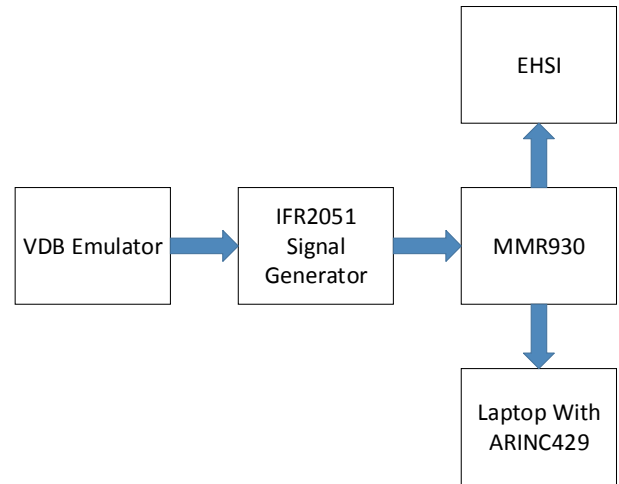 EHSI
VDB Emulator
IFR2051
Signal
Generator
MMR930
Laptop With
ARINC429